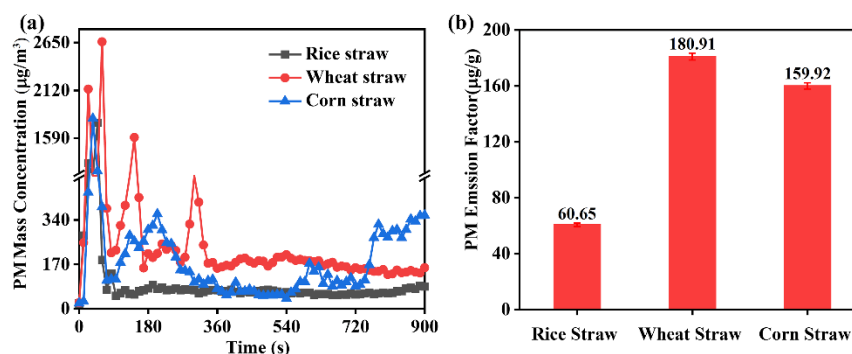 (a)
PM Mass Concentration (μg/m³)
2650
2120
1590
340
170
0
Rice straw
Wheat straw
Corn straw
0 180 360 540 720 900
Time (s)
(b)
PM Emssion Factor(μg/g)
200
160
120
80
40
0
60.65
180.91
159.92
Rice Straw Wheat Straw Corn Straw